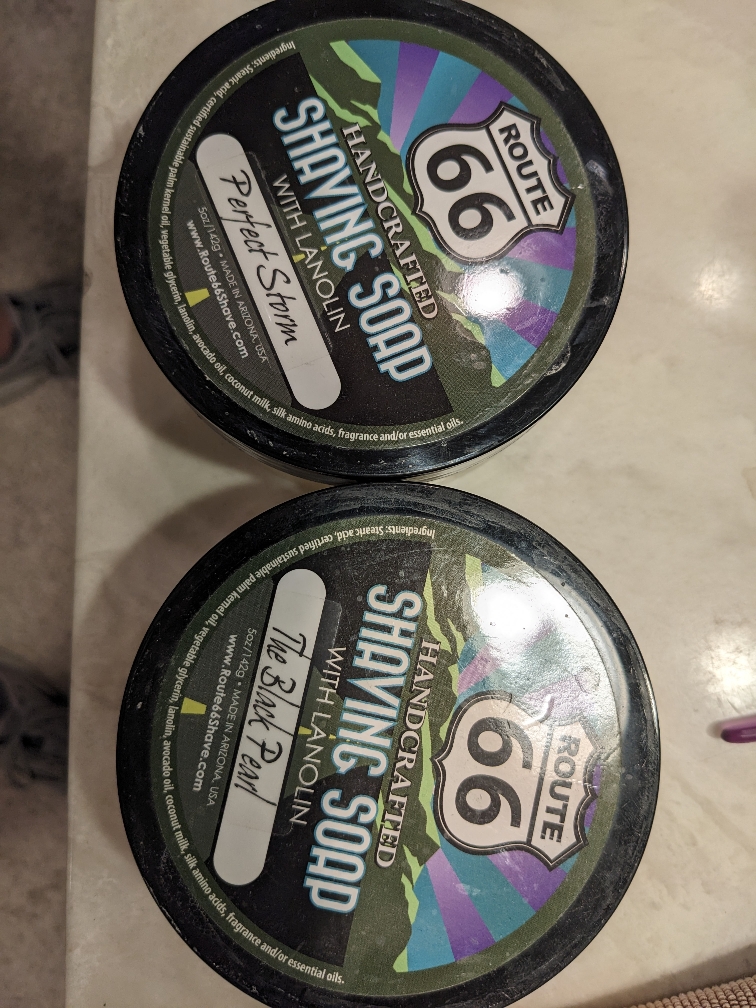 ROUTE
66
HANDCRAFTED
SHAVING SOAP
WITH LANOLIN
Perfect Storm
5oz/142g • MADE IN ARIZONA, USA
www.Route66Shave.com
Ingredients: Stearic acid, certified sustainable palm kernel oil, vegetable glycerin, lanolin, avocado oil, coconut milk, silk amino acids, fragrance and/or essential oils.
ROUTE
66
HANDCRAFTED
SHAVING SOAP
WITH LANOLIN
The Black Pearl
5oz/142g • MADE IN ARIZONA, USA
www.Route66Shave.com
Ingredients: Stearic acid, certified sustainable palm kernel oil, vegetable glycerin, lanolin, avocado oil, coconut milk, silk amino acids, fragrance and/or essential oils.